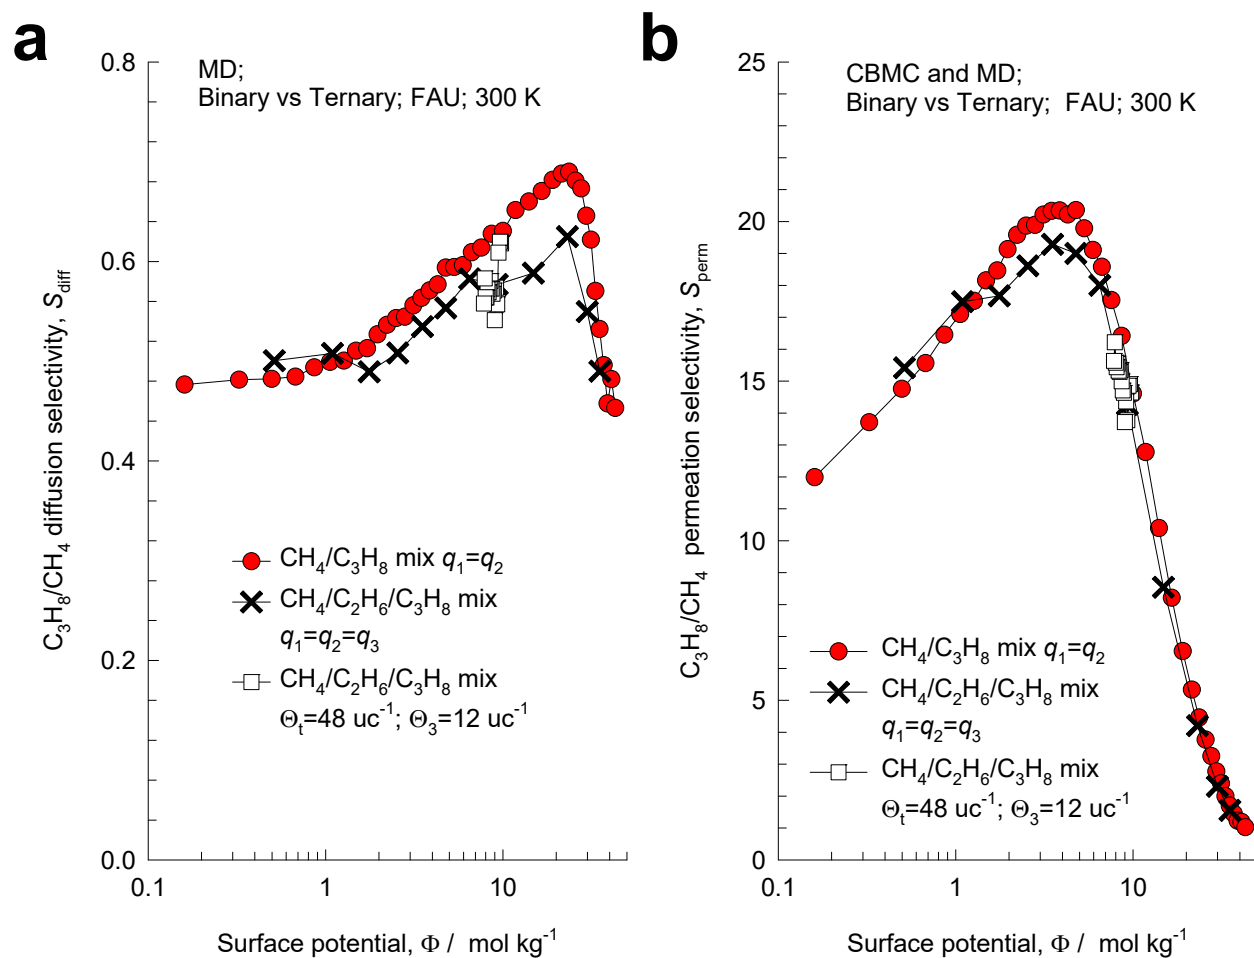 a
MD;
Binary vs Ternary; FAU; 300 K
C₃H₈/CH₄ diffusion selectivity, S_diff
0.8
0.6
0.4
0.2
0.0
CH₄/C₃H₈ mix q₁=q₂
CH₄/C₂H₆/C₃H₈ mix
q₁=q₂=q₃
CH₄/C₂H₆/C₃H₈ mix
Θₜ=48 uc⁻¹; Θ₃=12 uc⁻¹
0.1 1 10
Surface potential, Φ / mol kg⁻¹
b
CBMC and MD;
Binary vs Ternary; FAU; 300 K
C₃H₈/CH₄ permeation selectivity, S_perm
25
20
15
10
5
0
CH₄/C₃H₈ mix q₁=q₂
CH₄/C₂H₆/C₃H₈ mix
q₁=q₂=q₃
CH₄/C₂H₆/C₃H₈ mix
Θₜ=48 uc⁻¹; Θ₃=12 uc⁻¹
0.1 1 10
Surface potential, Φ / mol kg⁻¹